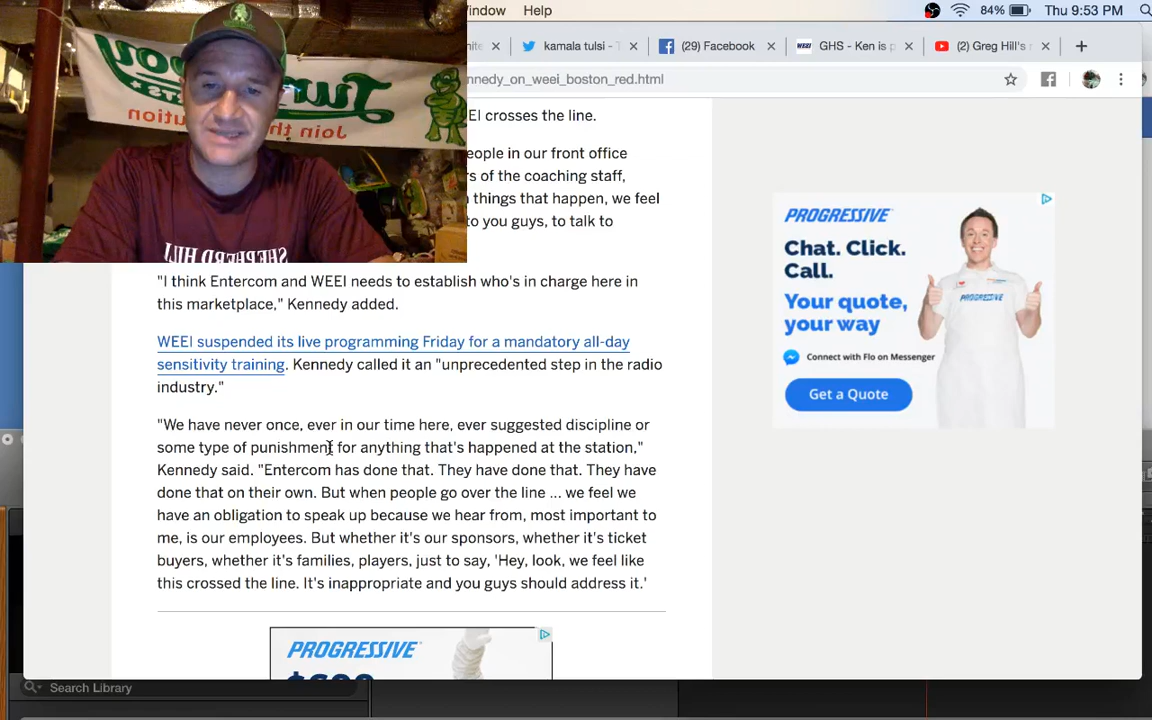 indow Help
84% Thu 9:53 PM
kamala tulsi - T
(29) Facebook
GHS - Ken is p
(2) Greg Hill's r
nnedy_on_weei_boston_red.html
EI crosses the line.
eople in our front office
rs of the coaching staff,
n things that happen, we feel
to you guys, to talk to
"I think Entercom and WEEI needs to establish who's in charge here in
this marketplace," Kennedy added.
WEEI suspended its live programming Friday for a mandatory all-day
sensitivity training. Kennedy called it an "unprecedented step in the radio
industry."
"We have never once, ever in our time here, ever suggested discipline or
some type of punishment for anything that's happened at the station,"
Kennedy said. "Entercom has done that. They have done that. They have
done that on their own. But when people go over the line ... we feel we
have an obligation to speak up because we hear from, most important to
me, is our employees. But whether it's our sponsors, whether it's ticket
buyers, whether it's families, players, just to say, 'Hey, look, we feel like
this crossed the line. It's inappropriate and you guys should address it.'
PROGRESSIVE
Chat. Click.
Call.
Your quote,
your way
Connect with Flo on Messenger
Get a Quote
PROGRESSIVE
PROGRESSIVE
Search Library
Join th
ution
SHEPHERD HILL